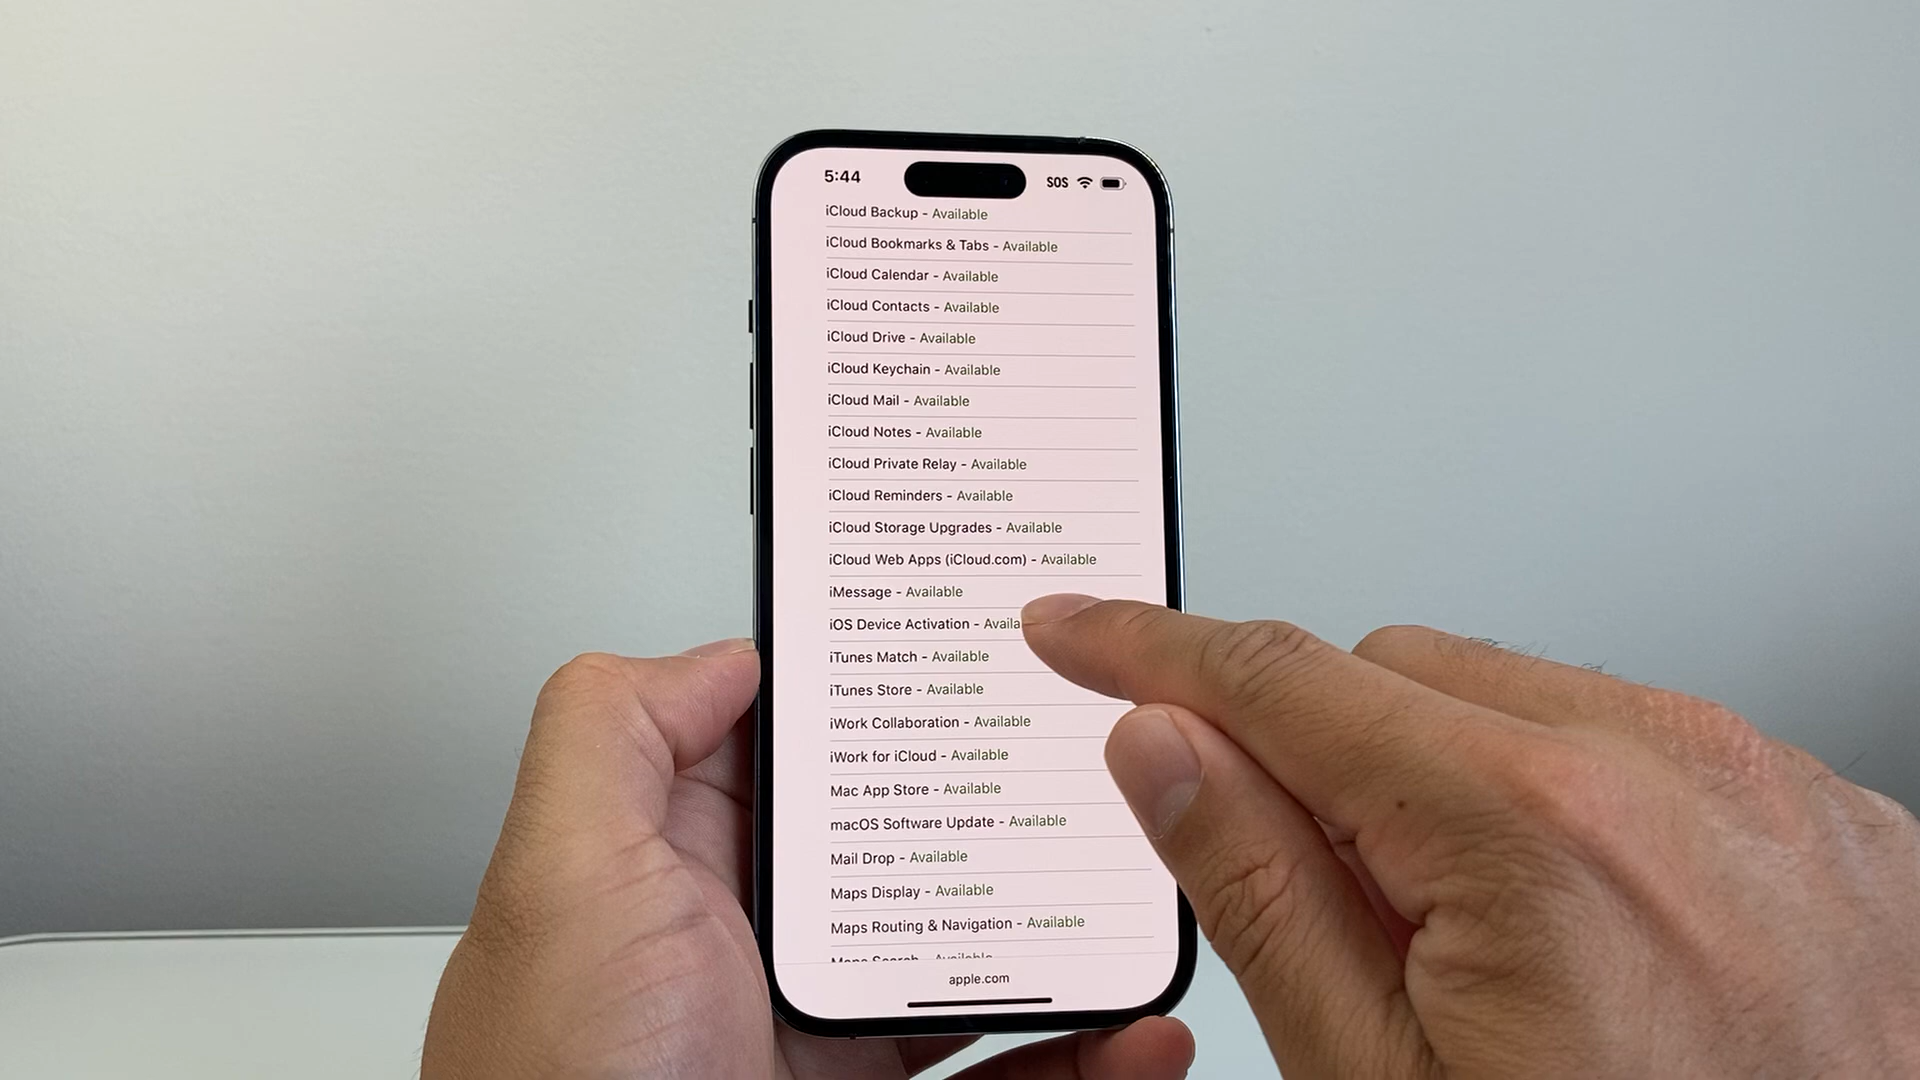 5:44 SOS
iCloud Backup - Available
iCloud Bookmarks & Tabs - Available
iCloud Calendar - Available
iCloud Contacts - Available
iCloud Drive - Available
iCloud Keychain - Available
iCloud Mail - Available
iCloud Notes - Available
iCloud Private Relay - Available
iCloud Reminders - Available
iCloud Storage Upgrades - Available
iCloud Web Apps (iCloud.com) - Available
iMessage - Available
iOS Device Activation - Availa
iTunes Match - Available
iTunes Store - Available
iWork Collaboration - Available
iWork for iCloud - Available
Mac App Store - Available
macOS Software Update - Available
Mail Drop - Available
Maps Display - Available
Maps Routing & Navigation - Available
Maps Search - Available
apple.com